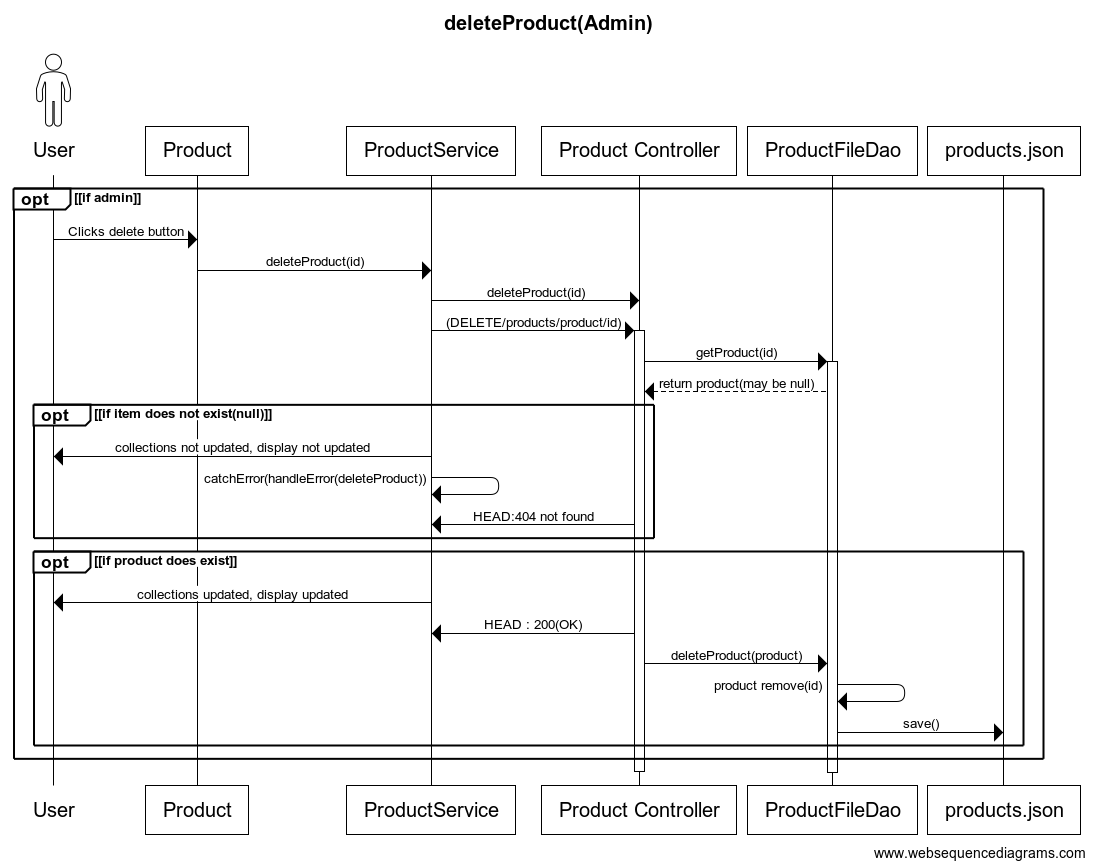 deleteProduct(Admin)
User
Product
ProductService
Product Controller
ProductFileDao
products.json
opt
[[if admin]]
Clicks delete button
deleteProduct(id)
deleteProduct(id)
(DELETE/products/product/id)
getProduct(id)
return product(may be null)
opt
[[if item does not exist(null)]]
collections not updated, display not updated
catchError(handleError(deleteProduct))
HEAD:404 not found
opt
[[if product does exist]]
collections updated, display updated
HEAD : 200(OK)
deleteProduct(product)
product remove(id)
save()
User
Product
ProductService
Product Controller
ProductFileDao
products.json
www.websequencediagrams.com